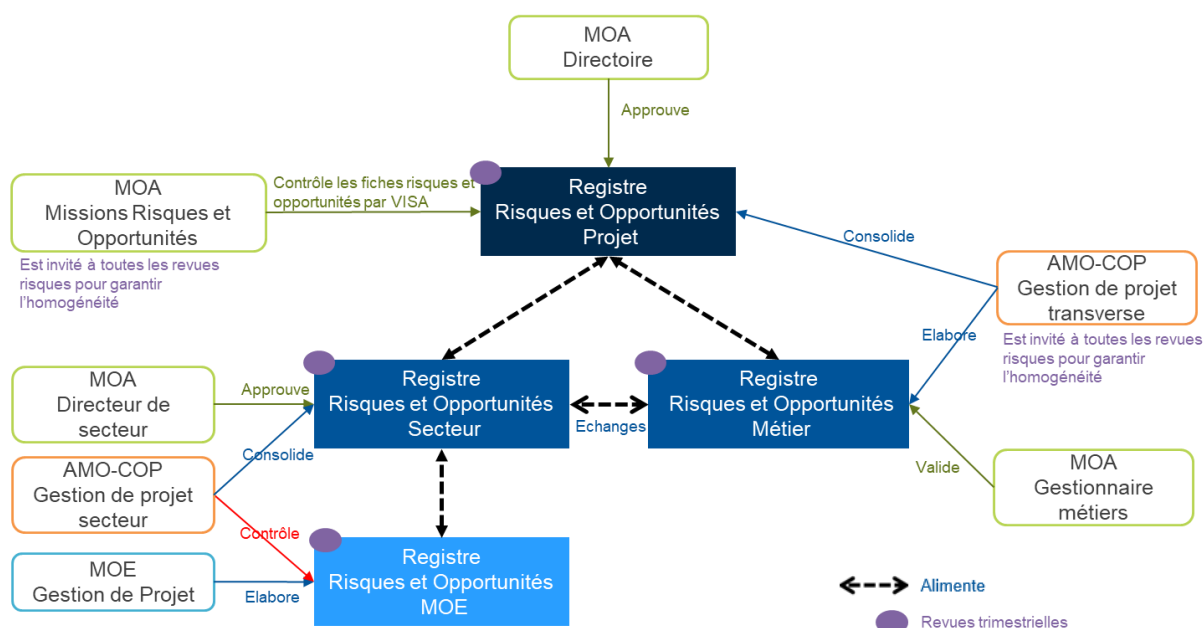 MOA
Directoire
Approuve
MOA
Missions Risques et
Opportunités
Contrôle les fiches risques et
opportunités par VISA
Registre
Risques et Opportunités
Projet
Consolide
Est invité à toutes les revues
risques pour garantir
l'homogénéité
AMO-COP
Gestion de projet
transverse
Elabore
Est invité à toutes les revues
risques pour garantir
l'homogénéité
MOA
Directeur de
secteur
Approuve
Registre
Risques et Opportunités
Secteur
Echanges
Registre
Risques et Opportunités
Métier
Consolide
AMO-COP
Gestion de projet
secteur
Valide
MOA
Gestionnaire
métiers
Contrôle
MOE
Gestion de Projet
Elabore
Registre
Risques et Opportunités
MOE
Alimente
Revues trimestrielles